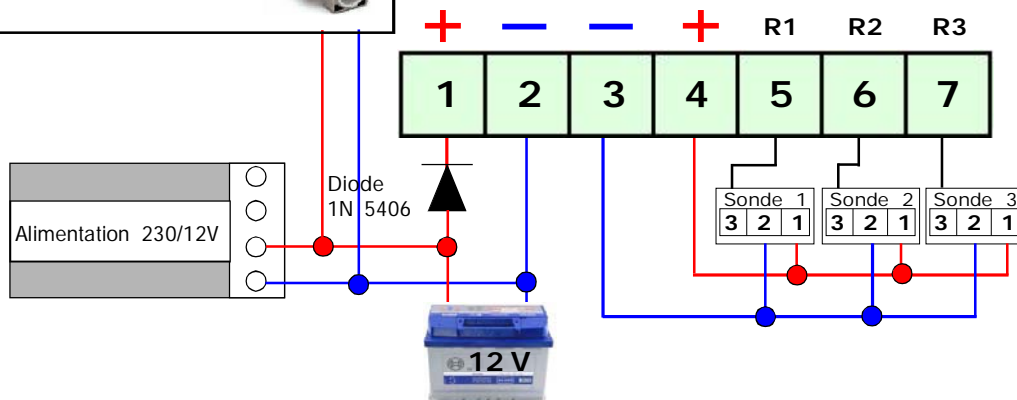 + — — + R1 R2 R3
1 2 3 4 5 6 7
Diode
1N 5406
Alimentation 230/12V
Sonde 1
3 2 1
Sonde 2
3 2 1
Sonde 3
3 2 1
12 V